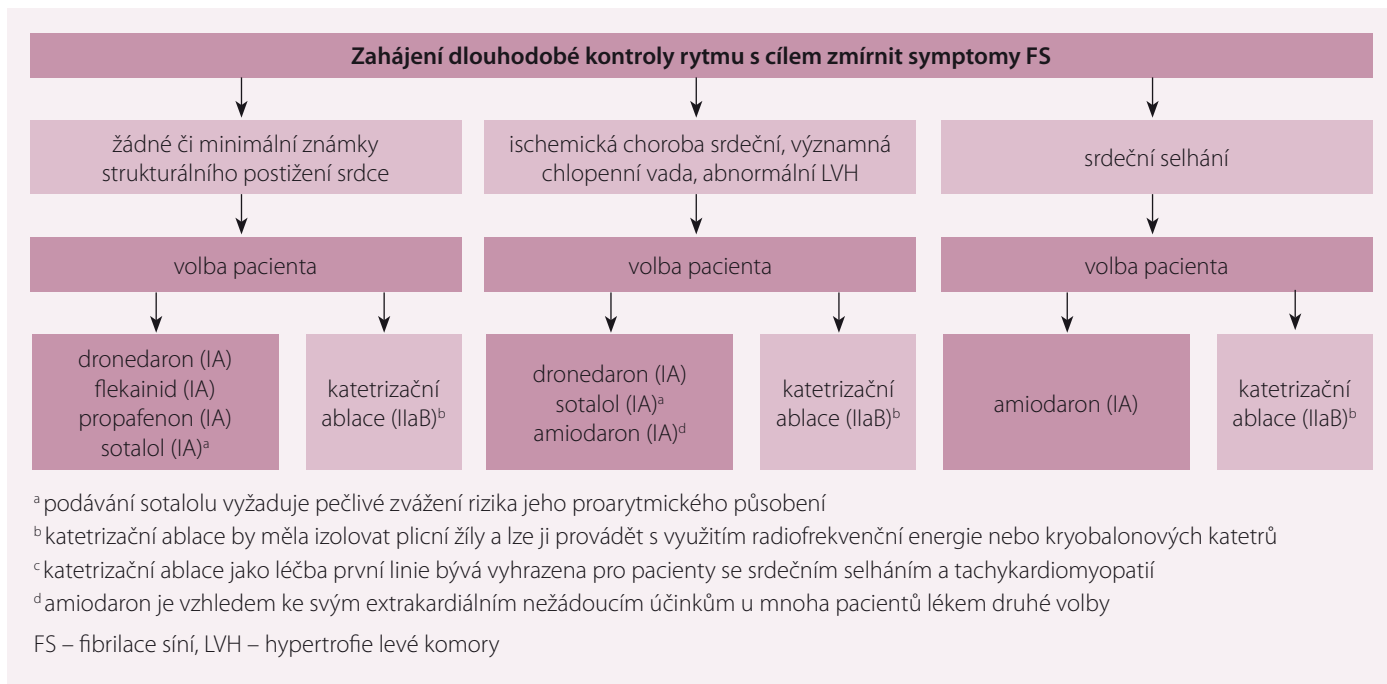 Zahájení dlouhodobé kontroly rytmu s cílem zmírnit symptomy FS
žádné či minimální známky
strukturálního postižení srdce
ischemická choroba srdeční, významná
chlopenní vada, abnormální LVH
srdeční selhání
volba pacienta
volba pacienta
volba pacienta
dronedaron (IA)
flekainid (IA)
propafenon (IA)
sotalol (IA)ᵃ
katetrizační
ablace (IIaB)ᵇ
dronedaron (IA)
sotalol (IA)ᵃ
amiodaron (IA)ᵈ
katetrizační
ablace (IIaB)ᵇ
amiodaron (IA)
katetrizační
ablace (IIaB)ᵇ
ᵃ podávání sotalolu vyžaduje pečlivé zvážení rizika jeho proarytmického působení
ᵇ katetrizační ablace by měla izolovat plicní žíly a lze ji provádět s využitím radiofrekvenční energie nebo kryobalonových katetrů
ᶜ katetrizační ablace jako léčba první linie bývá vyhrazena pro pacienty se srdečním selháním a tachykardiomyopatií
ᵈ amiodaron je vzhledem ke svým extrakardiálním nežádoucím účinkům u mnoha pacientů lékem druhé volby
FS – fibrilace síní, LVH – hypertrofie levé komory